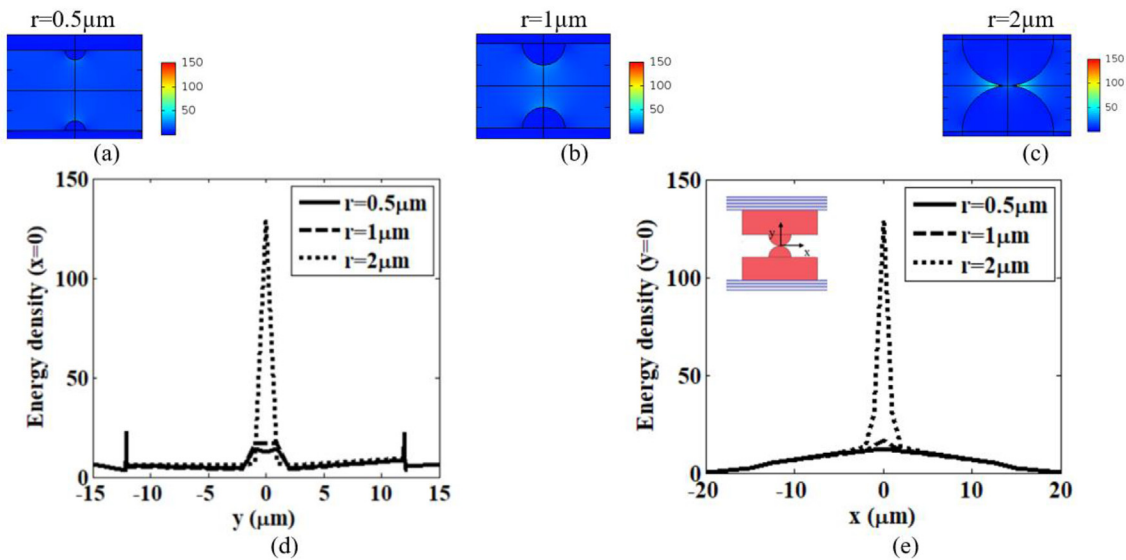 r=0.5μm
r=1μm
r=2μm
150
100
50
150
100
50
150
100
50
(a)
(b)
(c)
150
100
50
0
-15
-10
-5
0
5
10
15
Energy density (x=0)
y (μm)
r=0.5μm
r=1μm
r=2μm
(d)
150
100
50
0
-20
-10
0
10
20
Energy density (y=0)
x (μm)
y
x
r=0.5μm
r=1μm
r=2μm
(e)